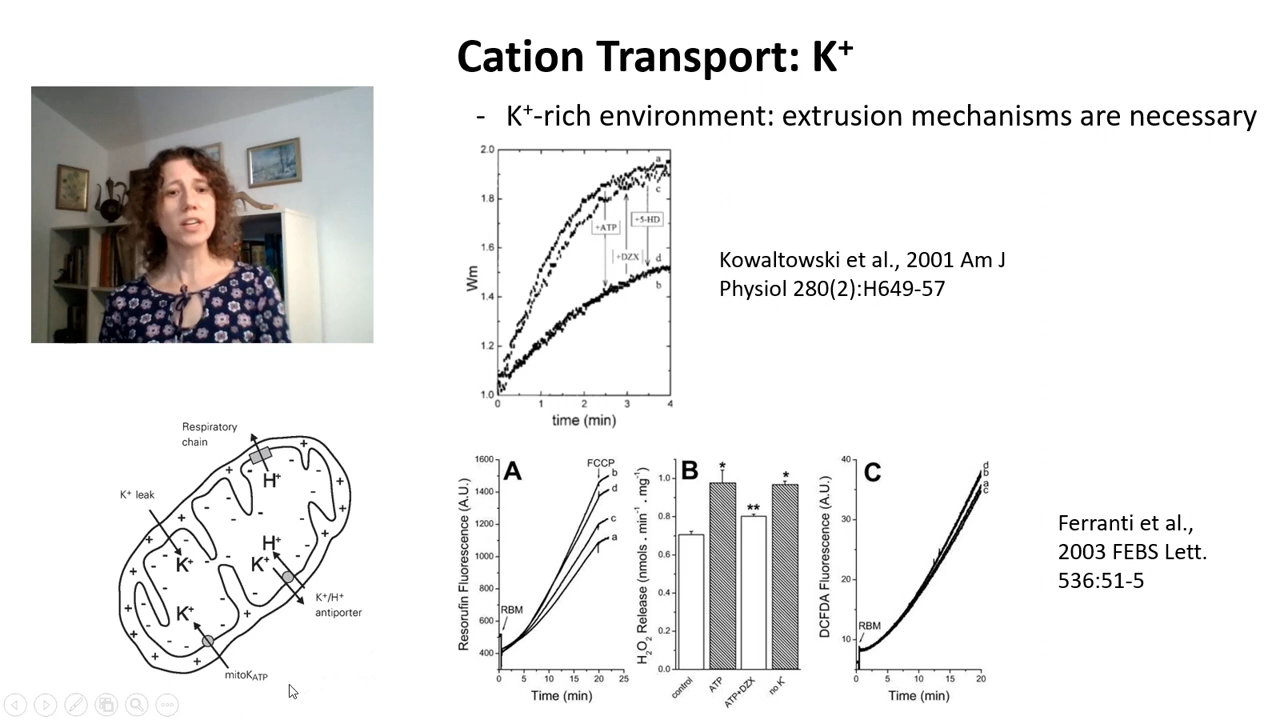 Cation Transport: K⁺
- K⁺-rich environment: extrusion mechanisms are necessary
2.0
1.8
1.6
1.4
1.2
1.0
Wm
0
1
2
3
4
time (min)
a
c
+ATP
+5-HD
+DZX
d
b
Kowaltowski et al., 2001 Am J
Physiol 280(2):H649-57
Respiratory
chain
H⁺
K⁺ leak
K⁺
H⁺
K⁺
K⁺/H⁺
antiporter
K⁺
mitoKATP
A
1600
1400
1200
1000
800
600
400
Resorufin Fluorescence (A.U.)
FCCP
b
d
c
a
RBM
0
5
10
15
20
25
Time (min)
B
1.0
0.8
0.6
0.4
0.2
0.0
H₂O₂ Release (nmols . min⁻¹ . mg⁻¹)
*
**
*
control
ATP
ATP+DZX
no K⁺
C
40
30
20
10
DCFDA Fluorescence (A.U.)
d
b
a
c
RBM
0
5
10
15
20
Time (min)
Ferranti et al.,
2003 FEBS Lett.
536:51-5